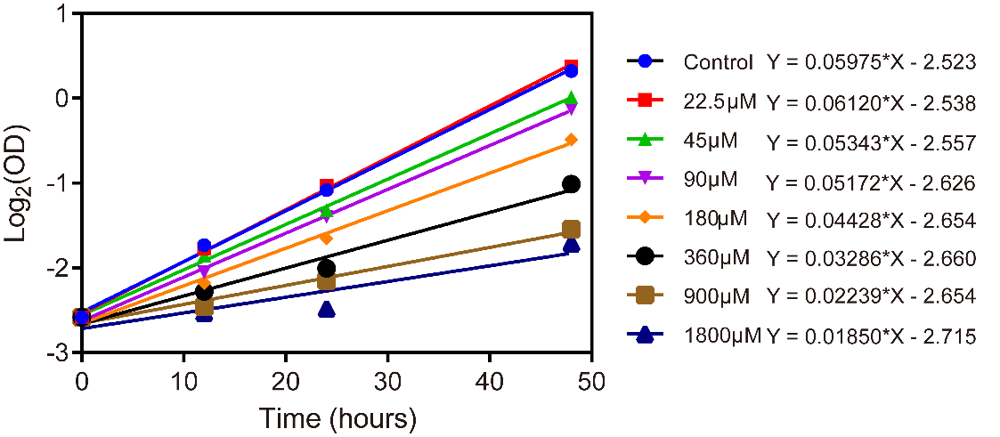 1
0
-1
-2
-3
Log2(OD)
0 10 20 30 40 50
Time (hours)
Control Y = 0.05975*X - 2.523
22.5µM Y = 0.06120*X - 2.538
45µM Y = 0.05343*X - 2.557
90µM Y = 0.05172*X - 2.626
180µM Y = 0.04428*X - 2.654
360µM Y = 0.03286*X - 2.660
900µM Y = 0.02239*X - 2.654
1800µM Y = 0.01850*X - 2.715